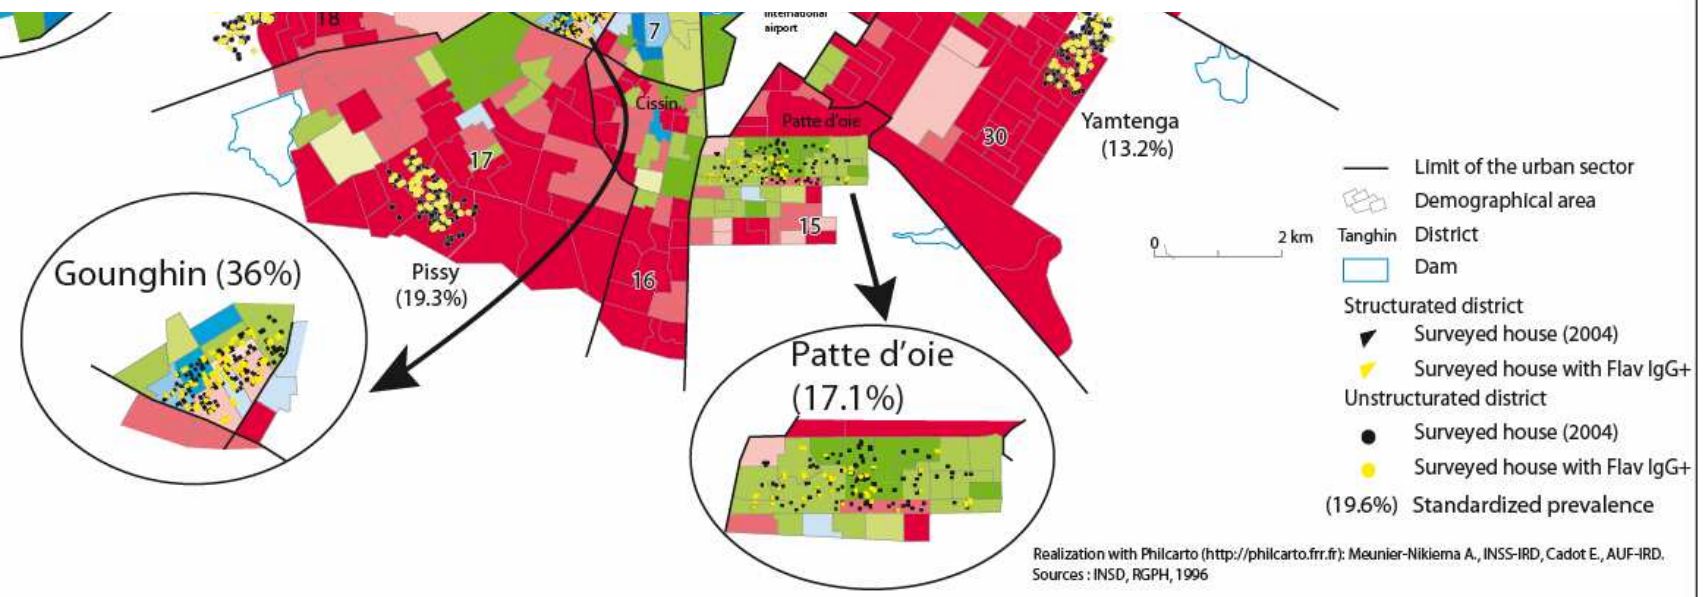 18
7
international
airport
Cissin
Patte d'oie
30
Yamtenga
(13.2%)
17
15
16
Pissy
(19.3%)
Gounghin (36%)
Patte d'oie
(17.1%)
0
2 km
Limit of the urban sector
Demographical area
Tanghin District
Dam
Structurated district
Surveyed house (2004)
Surveyed house with Flav IgG+
Unstructurated district
Surveyed house (2004)
Surveyed house with Flav IgG+
(19.6%) Standardized prevalence
Realization with Philcarto (http://philcarto.frr.fr): Meunier-Nikiema A., INSS-IRD, Cadot E., AUF-IRD.
Sources : INSD, RGPH, 1996